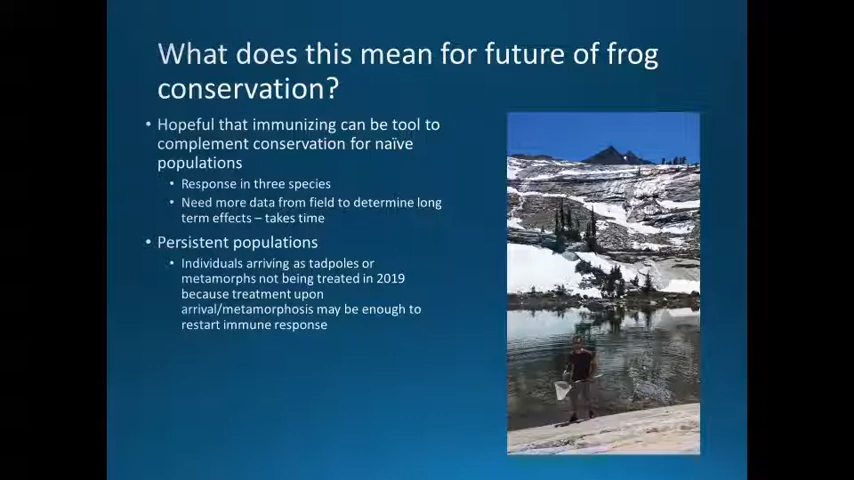 What does this mean for future of frog
conservation?
• Hopeful that immunizing can be tool to
complement conservation for naïve
populations
• Response in three species
• Need more data from field to determine long
term effects – takes time
• Persistent populations
• Individuals arriving as tadpoles or
metamorphs not being treated in 2019
because treatment upon
arrival/metamorphosis may be enough to
restart immune response